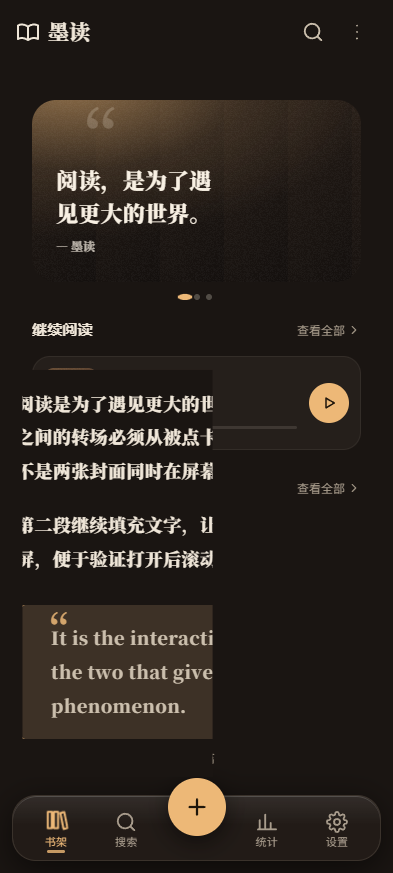 墨读
“
阅读，是为了遇
见更大的世界。
— 墨读
继续阅读
查看全部
阅读是为了遇见更大的世
之间的转场必须从被点卡
不是两张封面同时在屏幕
查看全部
第二段继续填充文字，让
屏，便于验证打开后滚动
“
It is the interacti
the two that give
phenomenon.
书架
搜索
统计
设置